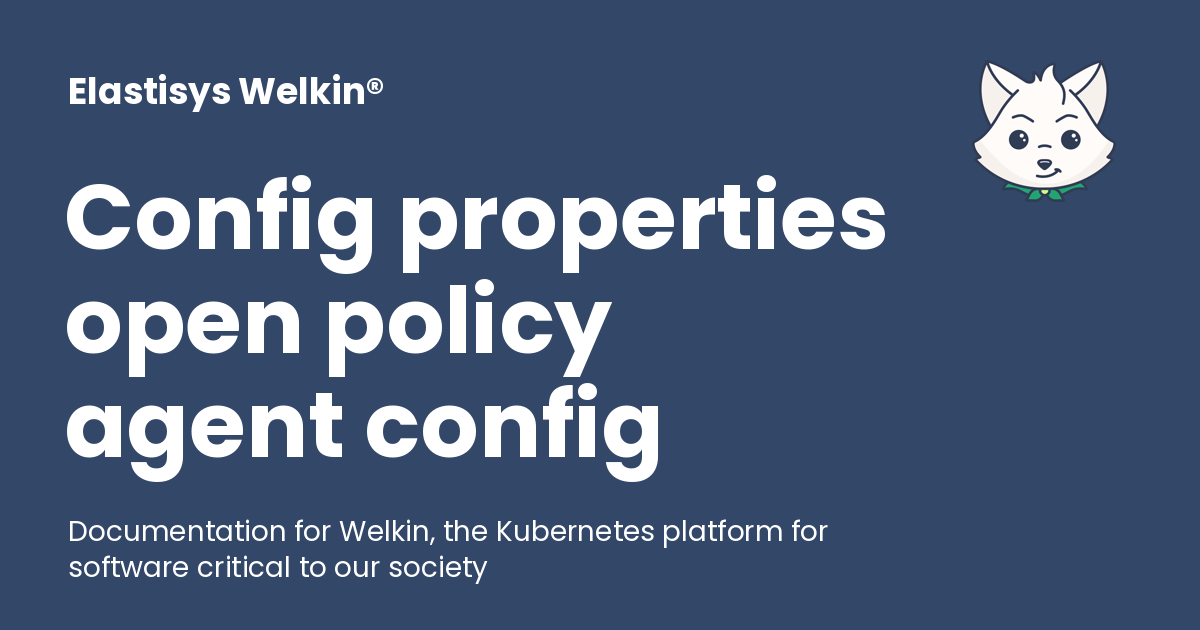 Elastisys Welkin®
Config properties
open policy
agent config
Documentation for Welkin, the Kubernetes platform for
software critical to our society